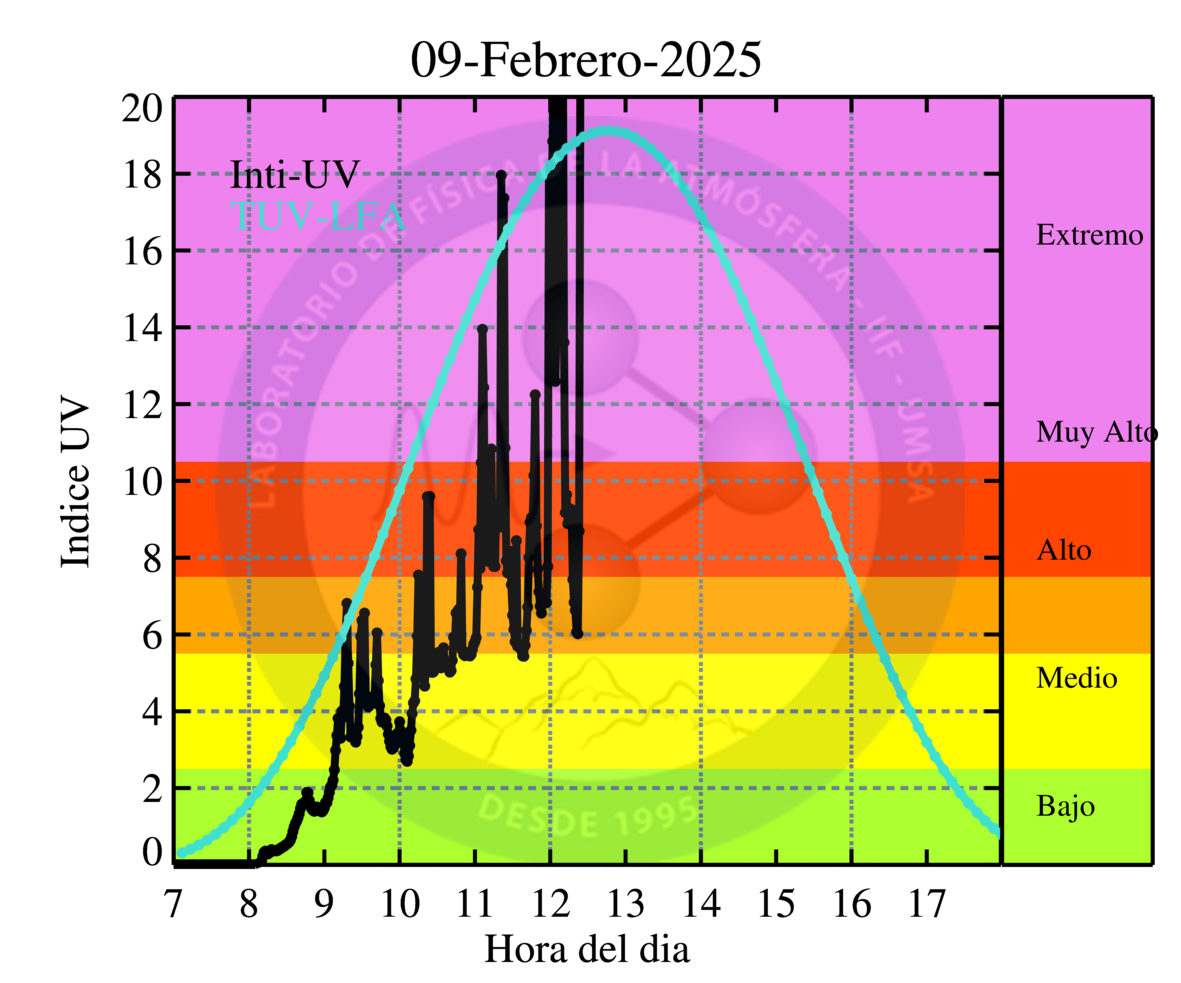 09-Febrero-2025
Indice UV
20
18
16
14
12
10
8
6
4
2
0
Inti-UV
TUV-LFA
LABORATORIO DE FÍSICA DE LA ATMÓSFERA - IIF - UMSA
DESDE 1995
Extremo
Muy Alto
Alto
Medio
Bajo
7 8 9 10 11 12 13 14 15 16 17
Hora del dia